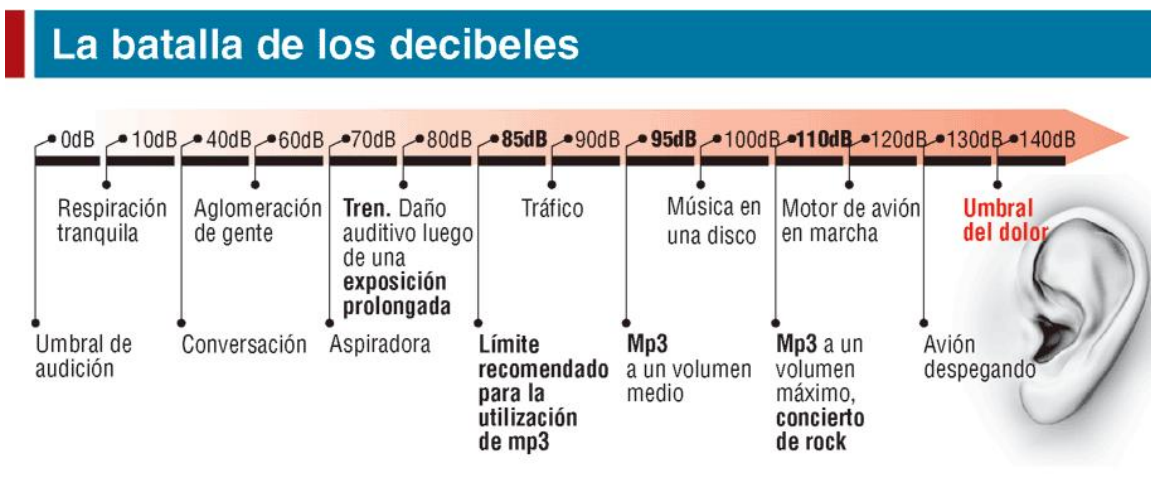 La batalla de los decibeles
0dB 10dB 40dB 60dB 70dB 80dB 85dB 90dB 95dB 100dB 110dB 120dB 130dB 140dB
Respiración
tranquila
Aglomeración
de gente
Tren. Daño
auditivo luego
de una
exposición
prolongada
Tráfico
Música en
una disco
Motor de avión
en marcha
Umbral
del dolor
Umbral de
audición
Conversación
Aspiradora
Límite
recomendado
para la
utilización
de mp3
Mp3
a un volumen
medio
Mp3 a un
volumen
máximo,
concierto
de rock
Avión
despegando